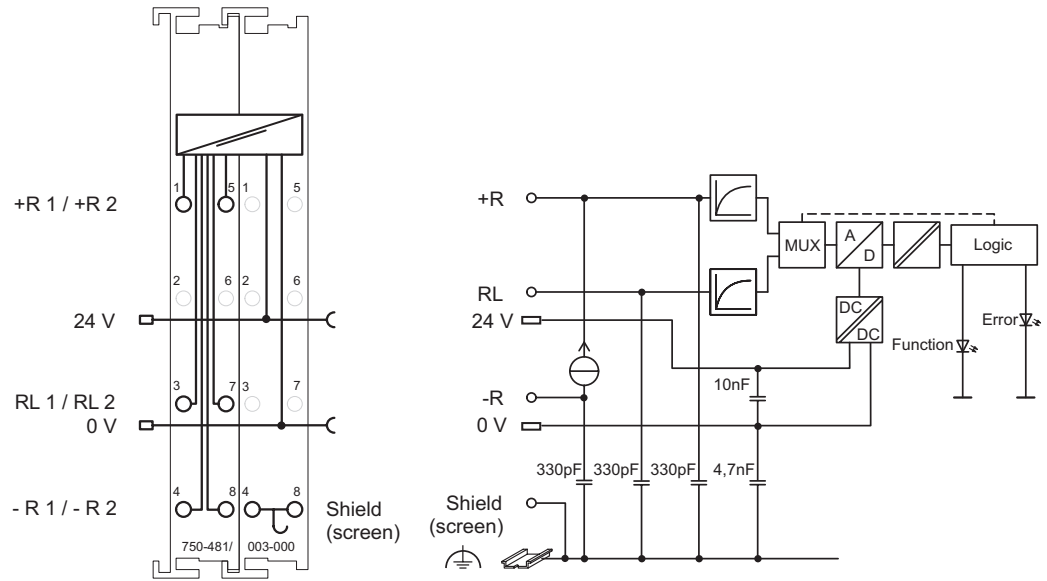 1 5 1 5
+R 1 / +R 2
2 6 2 6
24 V
3 7 3 7
RL 1 / RL 2
0 V
4 8 4 8
- R 1 / - R 2
Shield
(screen)
750-481/ 003-000
+R
MUX
A
D
Logic
RL
24 V
DC
DC
Error
Function
10nF
-R
0 V
330pF 330pF 330pF 4,7nF
Shield
(screen)